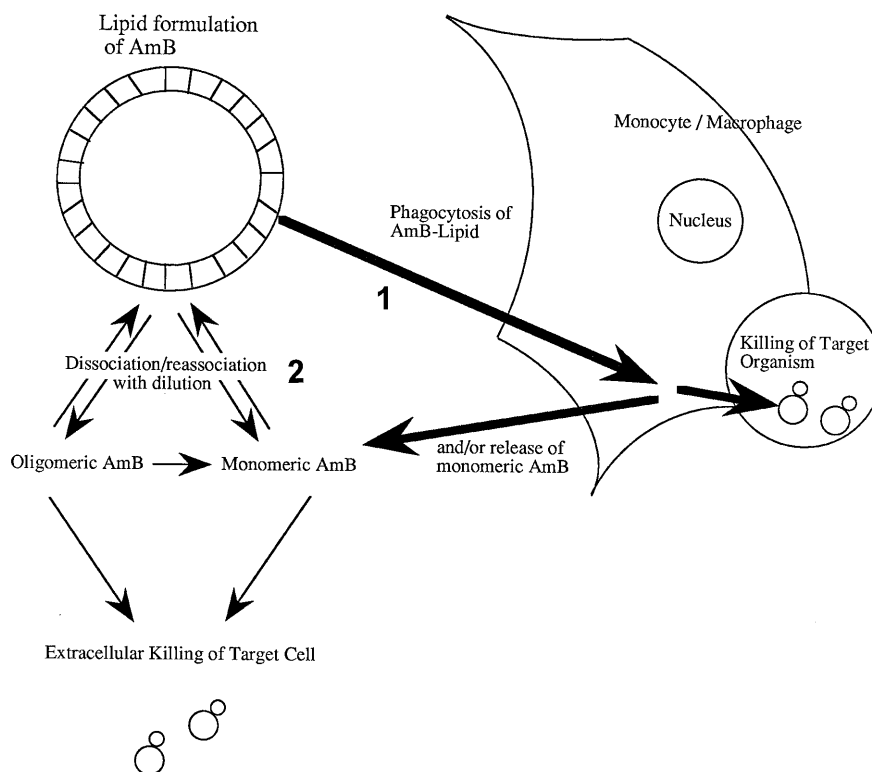 Lipid formulation
of AmB
Monocyte / Macrophage
Phagocytosis of
AmB-Lipid
Nucleus
1
Killing of Target
Organism
Dissociation/reassociation
with dilution
2
Oligomeric AmB
Monomeric AmB
and/or release of
monomeric AmB
Extracellular Killing of Target Cell